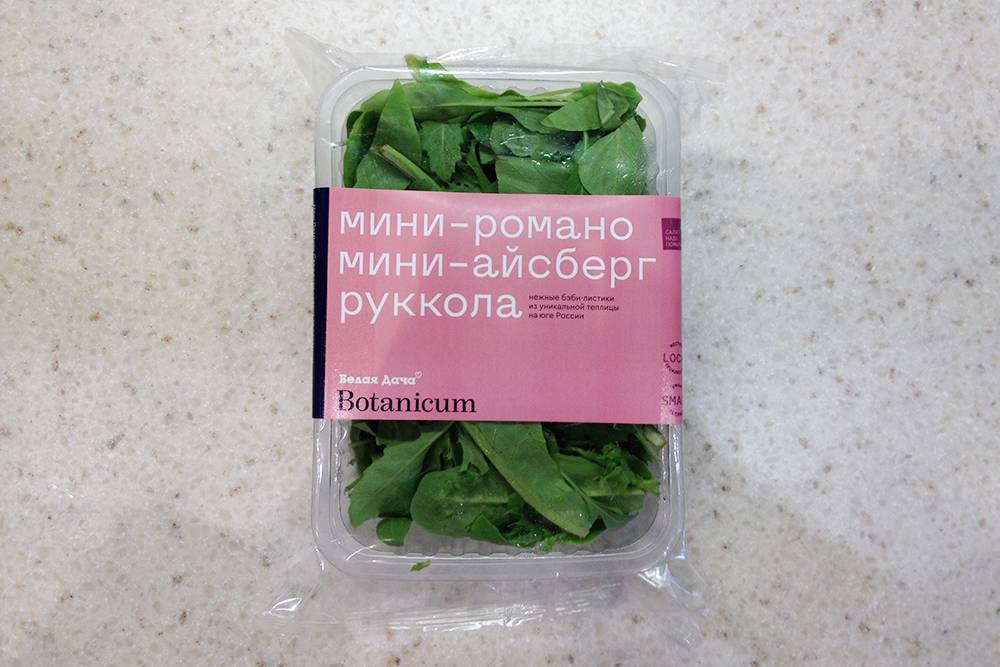 мини-романо
мини-айсберг
руккола
нежные бэби-листики
из уникальной теплицы
на юге России
Белая Дача
Botanicum